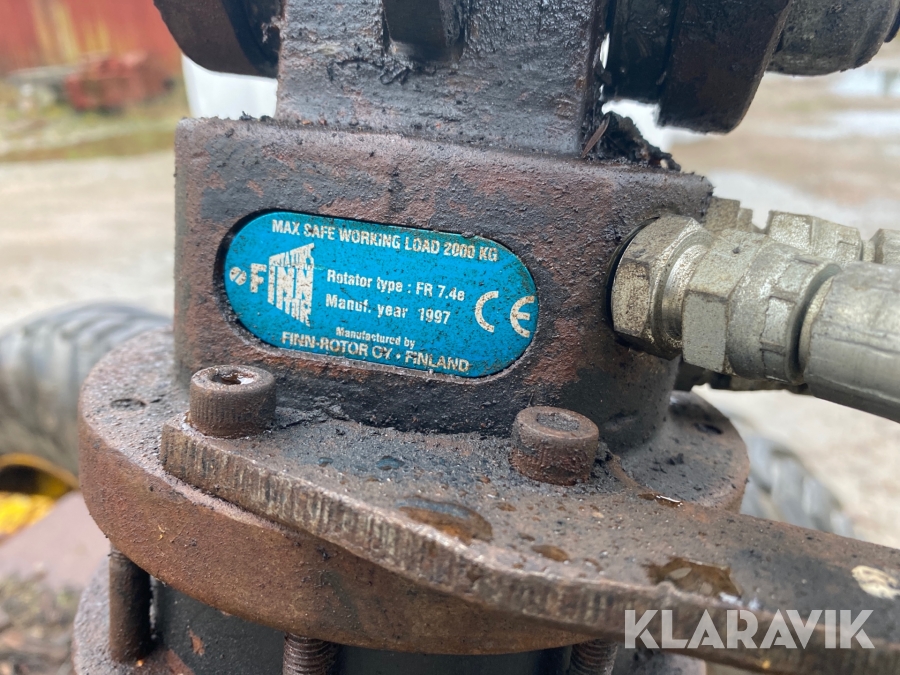 MAX SAFE WORKING LOAD 2000 KG
FINN
Rotator type : FR 7.4e
Manuf. year 1997
CE
Manufactured by
FINN-ROTOR OY • FINLAND
KLARAVIK